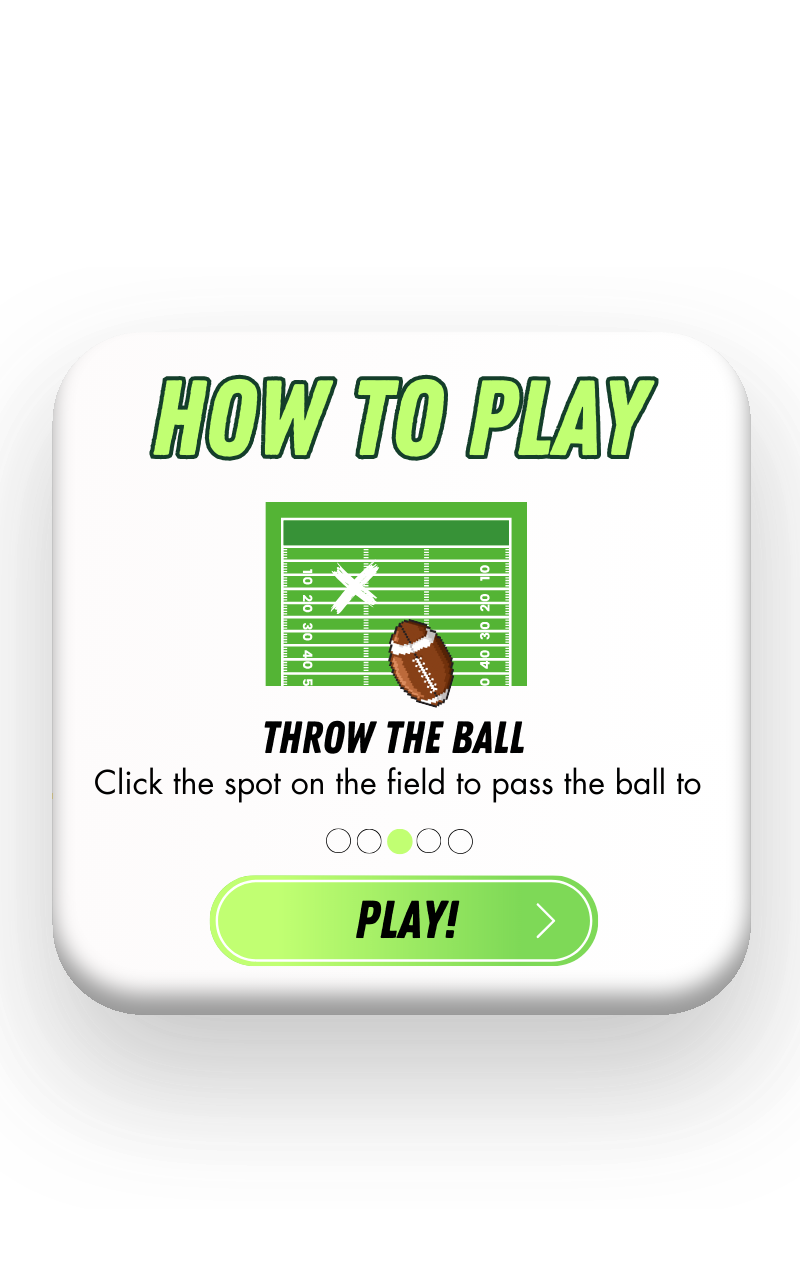 HOW TO PLAY
10 10
20 20
30 30
40 40
5 0
THROW THE BALL
Click the spot on the field to pass the ball to
PLAY!